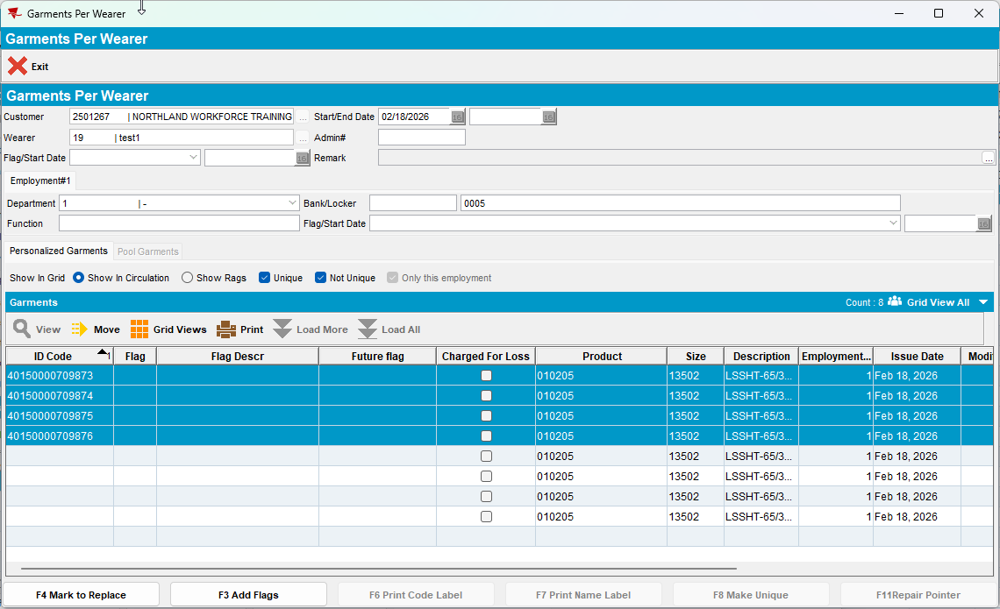 Garments Per Wearer
Garments Per Wearer
Exit
Garments Per Wearer
Customer 2501267 | NORTHLAND WORKFORCE TRAINING ... Start/End Date 02/18/2026 16 16
Wearer 19 | test1 ... Admin#
Flag/Start Date 16 Remark ...
Employment#1
Department 1 | - Bank/Locker 0005
Function Flag/Start Date 16
Personalized Garments Pool Garments
Show In Grid Show In Circulation Show Rags Unique Not Unique Only this employment
Garments Count : 8 Grid View All
View Move Grid Views Print Load More Load All
ID Code 1 Flag Flag Descr Future flag Charged For Loss Product Size Description Employment... Issue Date Modi
40150000709873 010205 13502 LSSHT-65/3... 1 Feb 18, 2026
40150000709874 010205 13502 LSSHT-65/3... 1 Feb 18, 2026
40150000709875 010205 13502 LSSHT-65/3... 1 Feb 18, 2026
40150000709876 010205 13502 LSSHT-65/3... 1 Feb 18, 2026
010205 13502 LSSHT-65/3... 1 Feb 18, 2026
010205 13502 LSSHT-65/3... 1 Feb 18, 2026
010205 13502 LSSHT-65/3... 1 Feb 18, 2026
010205 13502 LSSHT-65/3... 1 Feb 18, 2026
F4 Mark to Replace F3 Add Flags F6 Print Code Label F7 Print Name Label F8 Make Unique F11Repair Pointer